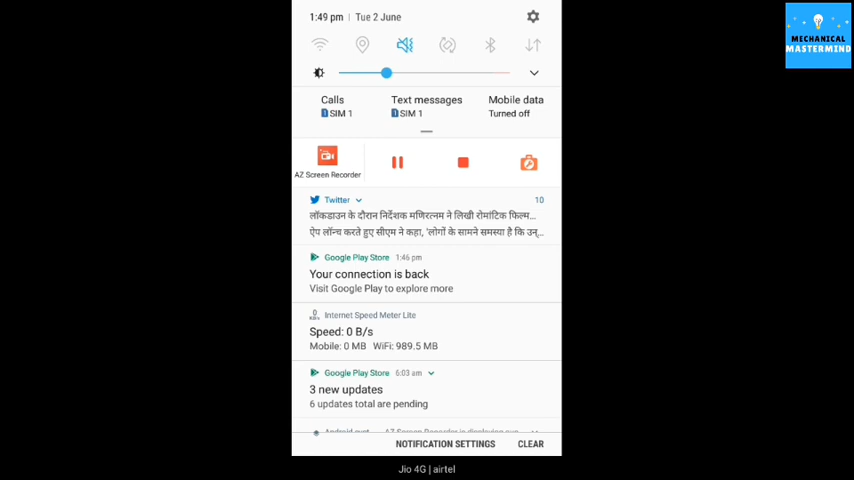 1:49 pm | Tue 2 June
MECHANICAL
MASTERMIND
Calls
Text messages
Mobile data
1 SIM 1
1 SIM 1
Turned off
AZ Screen Recorder
Twitter
10
लॉकडाउन के दौरान निर्देशक मणिरत्नम ने लिखी रोमांटिक फिल्म...
ऐप लॉन्च करते हुए सीएम ने कहा, 'लोगों के सामने समस्या है कि उन्...
Google Play Store 1:46 pm
Your connection is back
Visit Google Play to explore more
0 KB/s Internet Speed Meter Lite
Speed: 0 B/s
Mobile: 0 MB WiFi: 989.5 MB
Google Play Store 6:03 am
3 new updates
6 updates total are pending
NOTIFICATION SETTINGS
CLEAR
Jio 4G | airtel